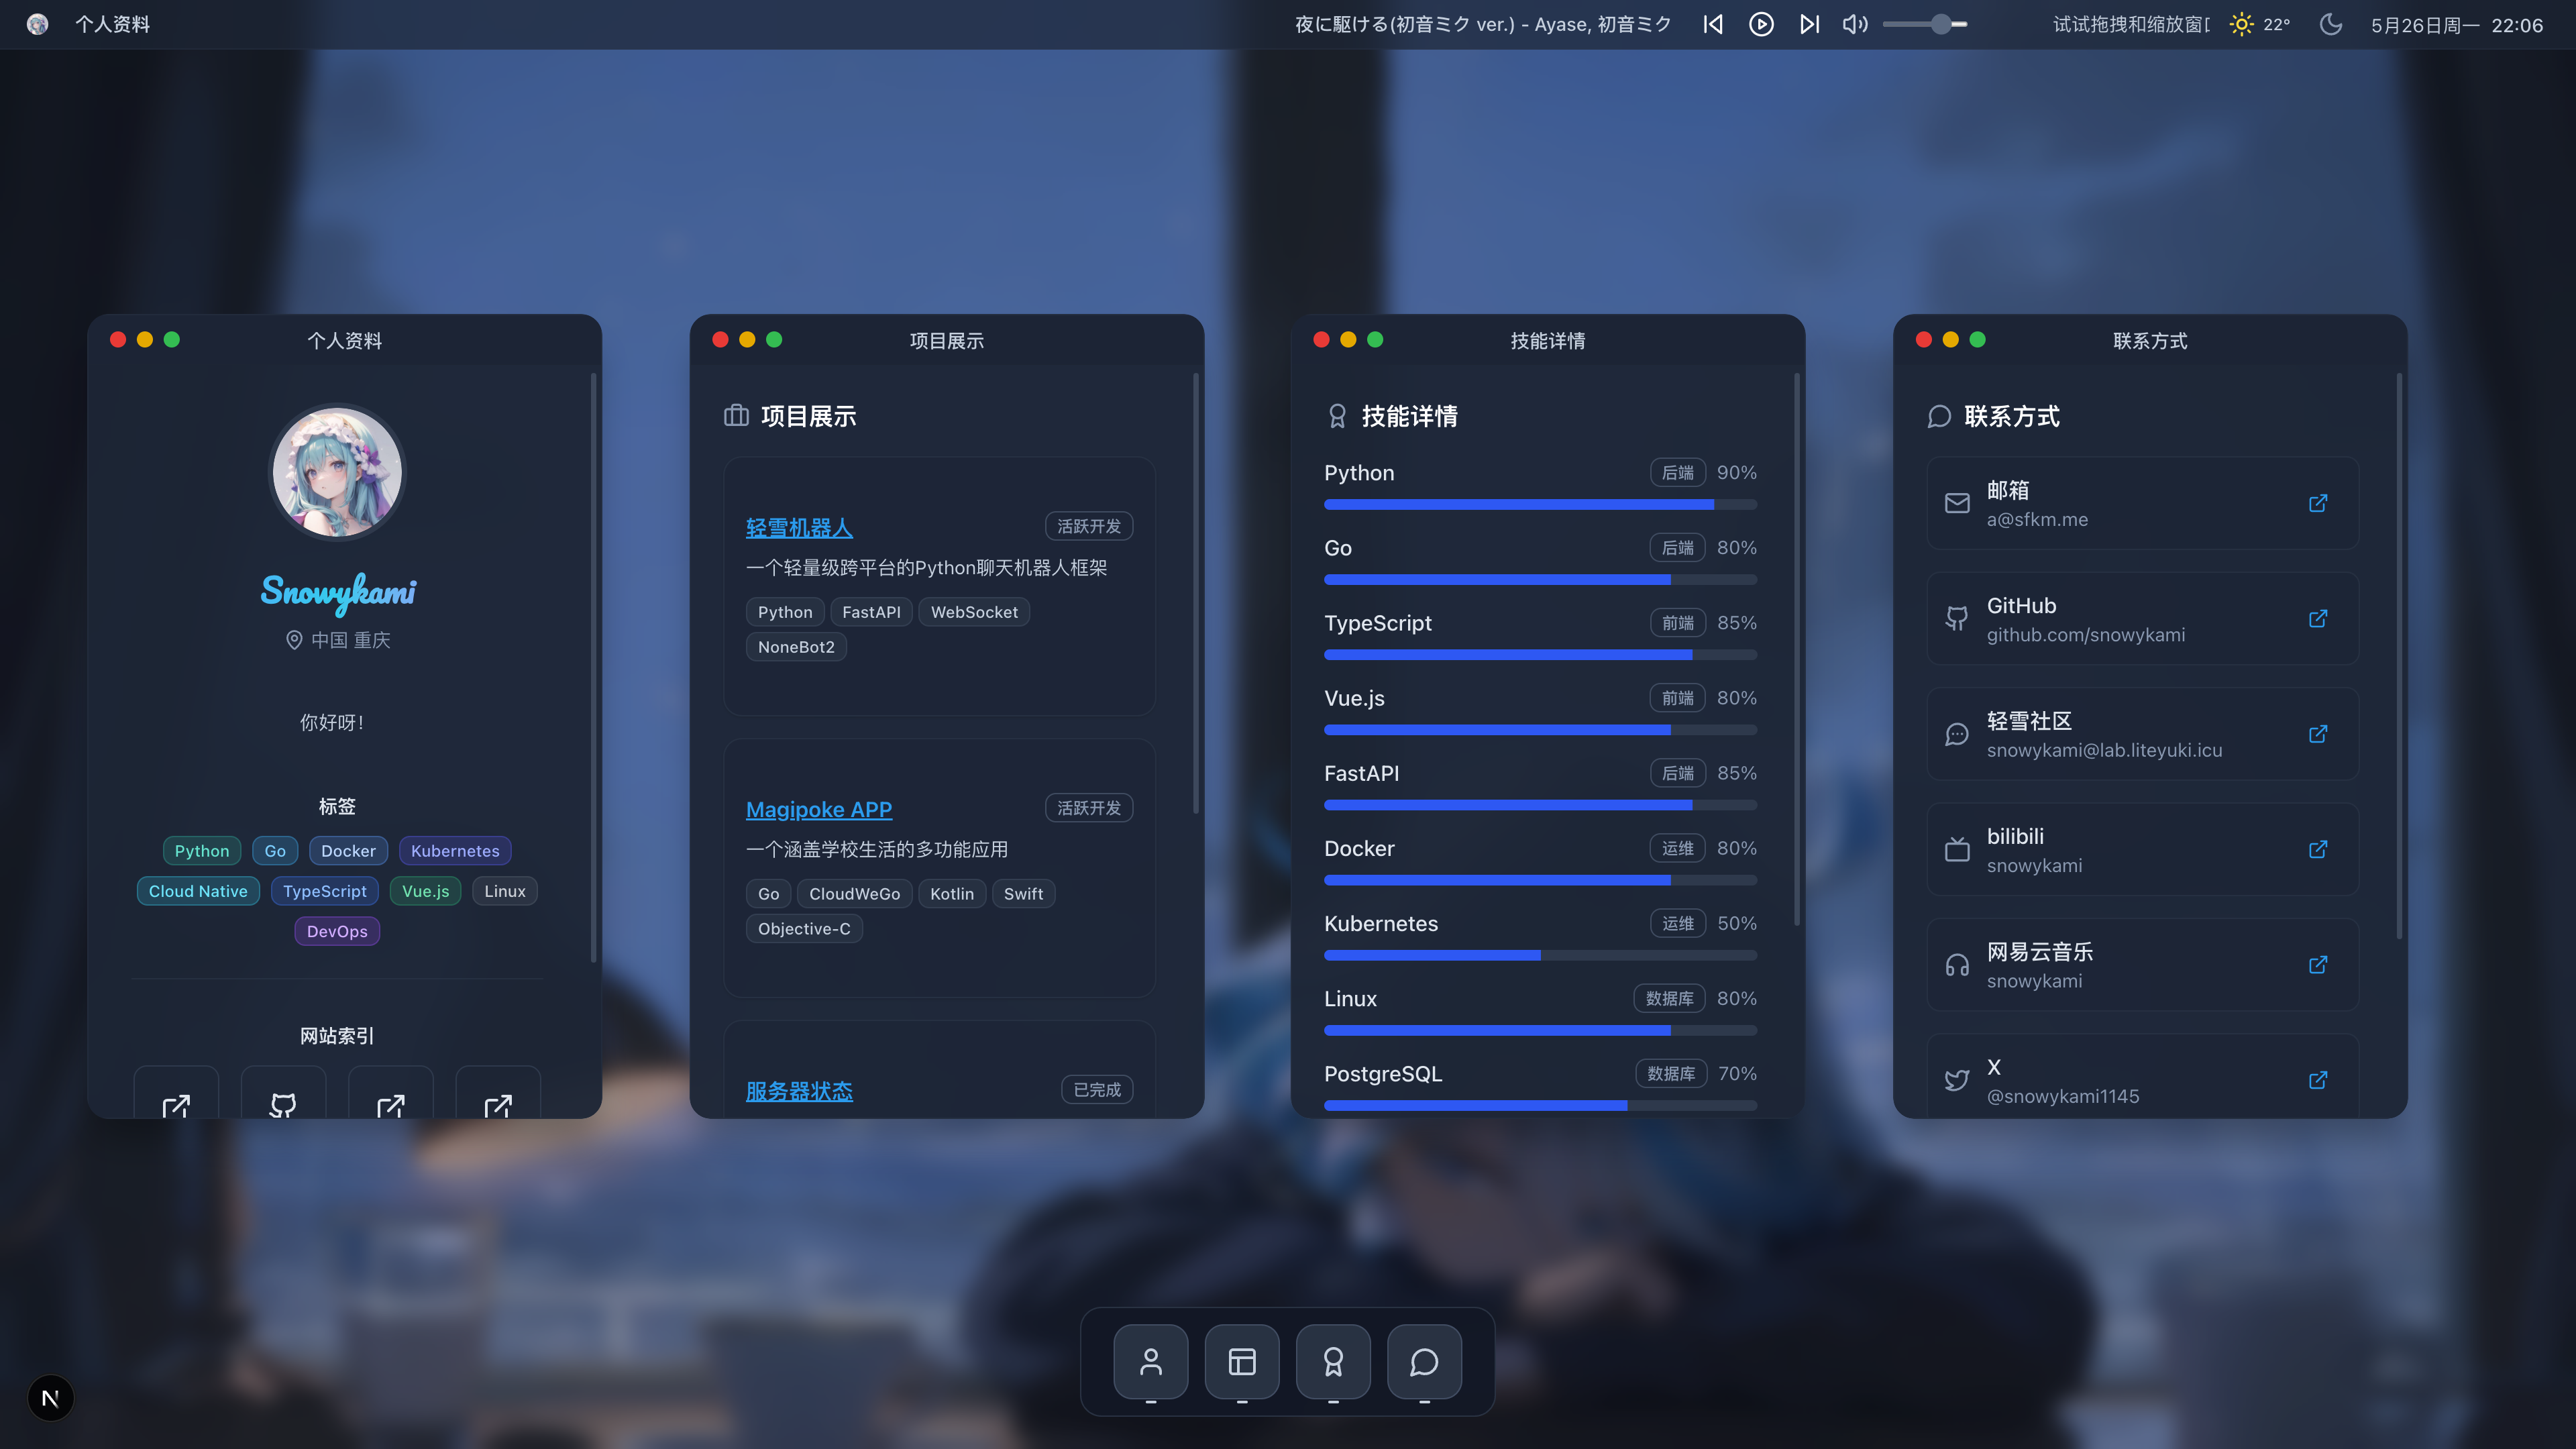 个人资料
夜に駆ける(初音ミク ver.) - Ayase, 初音ミク
试试拖拽和缩放窗
22°
5月26日周一 22:06
个人资料
Snowykami
中国 重庆
你好呀！
标签
Python Go Docker Kubernetes
Cloud Native TypeScript Vue.js Linux
DevOps
网站索引
项目展示
项目展示
轻雪机器人 活跃开发
一个轻量级跨平台的Python聊天机器人框架
Python FastAPI WebSocket
NoneBot2
Magipoke APP 活跃开发
一个涵盖学校生活的多功能应用
Go CloudWeGo Kotlin Swift
Objective-C
服务器状态 已完成
技能详情
技能详情
Python 后端 90%
Go 后端 80%
TypeScript 前端 85%
Vue.js 前端 80%
FastAPI 后端 85%
Docker 运维 80%
Kubernetes 运维 50%
Linux 数据库 80%
PostgreSQL 数据库 70%
联系方式
联系方式
邮箱
a@sfkm.me
GitHub
github.com/snowykami
轻雪社区
snowykami@lab.liteyuki.icu
bilibili
snowykami
网易云音乐
snowykami
X
@snowykami1145
N